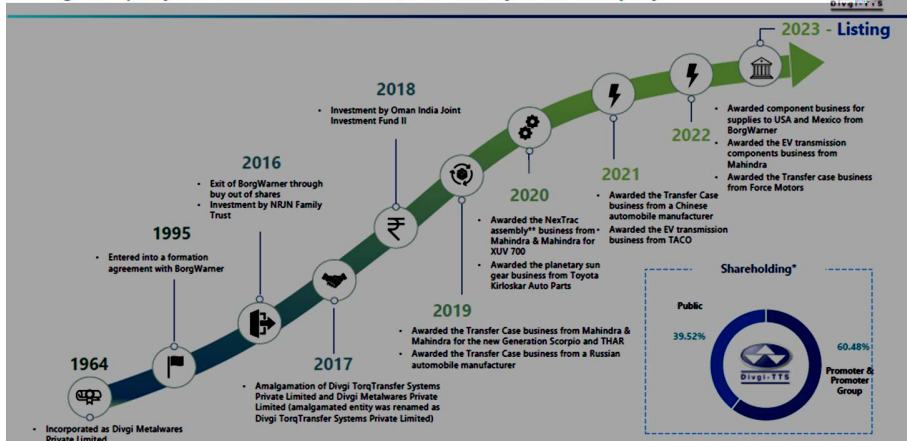 Divgi-TTS
2023 - Listing
2018
Investment by Oman India Joint
Investment Fund II
2016
Exit of BorgWarner through
buy out of shares
Investment by NRJN Family
Trust
1995
Entered into a formation
agreement with BorgWarner
1964
Incorporated as Divgi Metalwares
Private Limited
2017
Amalgamation of Divgi TorqTransfer Systems
Private Limited and Divgi Metalwares Private
Limited (amalgamated entity was renamed as
Divgi TorqTransfer Systems Private Limited)
2019
Awarded the Transfer Case business from Mahindra &
Mahindra for the new Generation Scorpio and THAR
Awarded the Transfer Case business from a Russian
automobile manufacturer
2020
Awarded the NexTrac
assembly** business from
Mahindra & Mahindra for
XUV 700
Awarded the planetary sun
gear business from Toyota
Kirloskar Auto Parts
2021
Awarded the Transfer Case
business from a Chinese
automobile manufacturer
Awarded the EV transmission
business from TACO
2022
Awarded component business for
supplies to USA and Mexico from
BorgWarner
Awarded the EV transmission
components business from
Mahindra
Awarded the Transfer case business
from Force Motors
Shareholding*
Public
39.52%
60.48%
Promoter &
Promoter
Group
Divgi-TTS